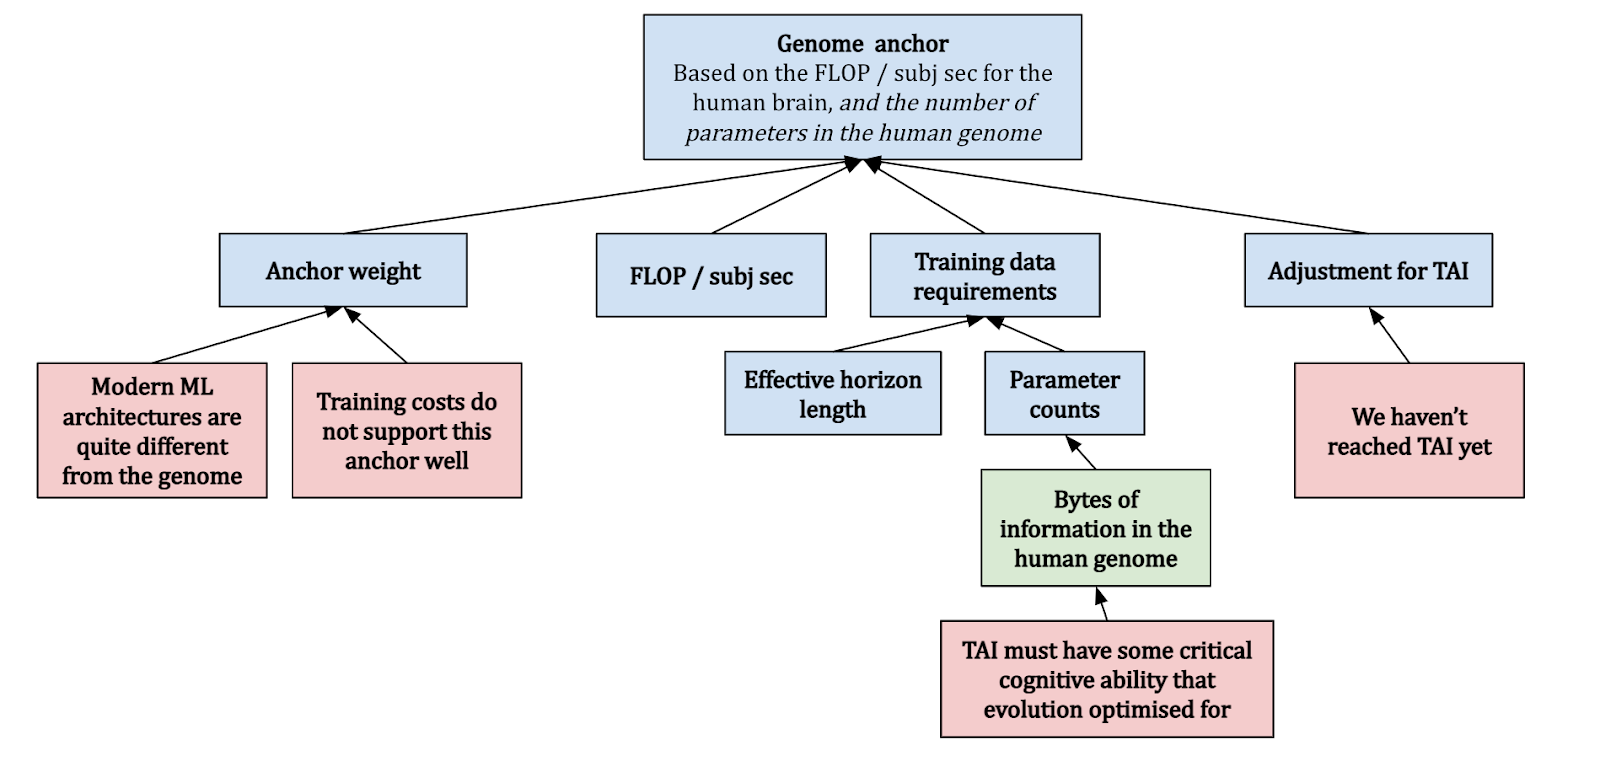 Genome anchor
Based on the FLOP / subj sec for the
human brain, and the number of
parameters in the human genome
Anchor weight
FLOP / subj sec
Training data
requirements
Adjustment for TAI
Modern ML
architectures are
quite different
from the genome
Training costs do
not support this
anchor well
Effective horizon
length
Parameter
counts
We haven’t
reached TAI yet
Bytes of
information in the
human genome
TAI must have some critical
cognitive ability that
evolution optimised for